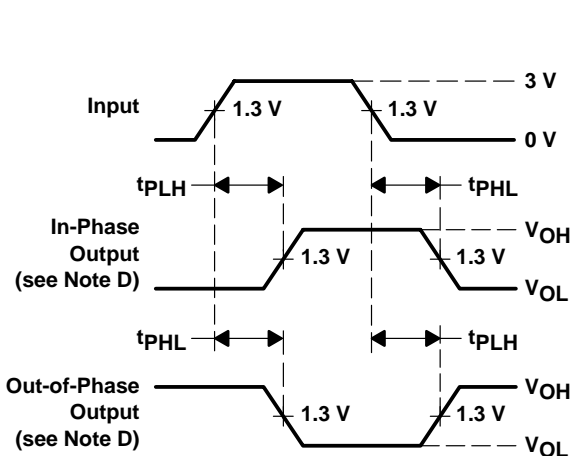 3 V
Input
1.3 V
1.3 V
0 V
tPLH
tPHL
In-Phase
Output
(see Note D)
VOH
1.3 V
1.3 V
VOL
tPHL
tPLH
Out-of-Phase
Output
(see Note D)
VOH
1.3 V
1.3 V
VOL